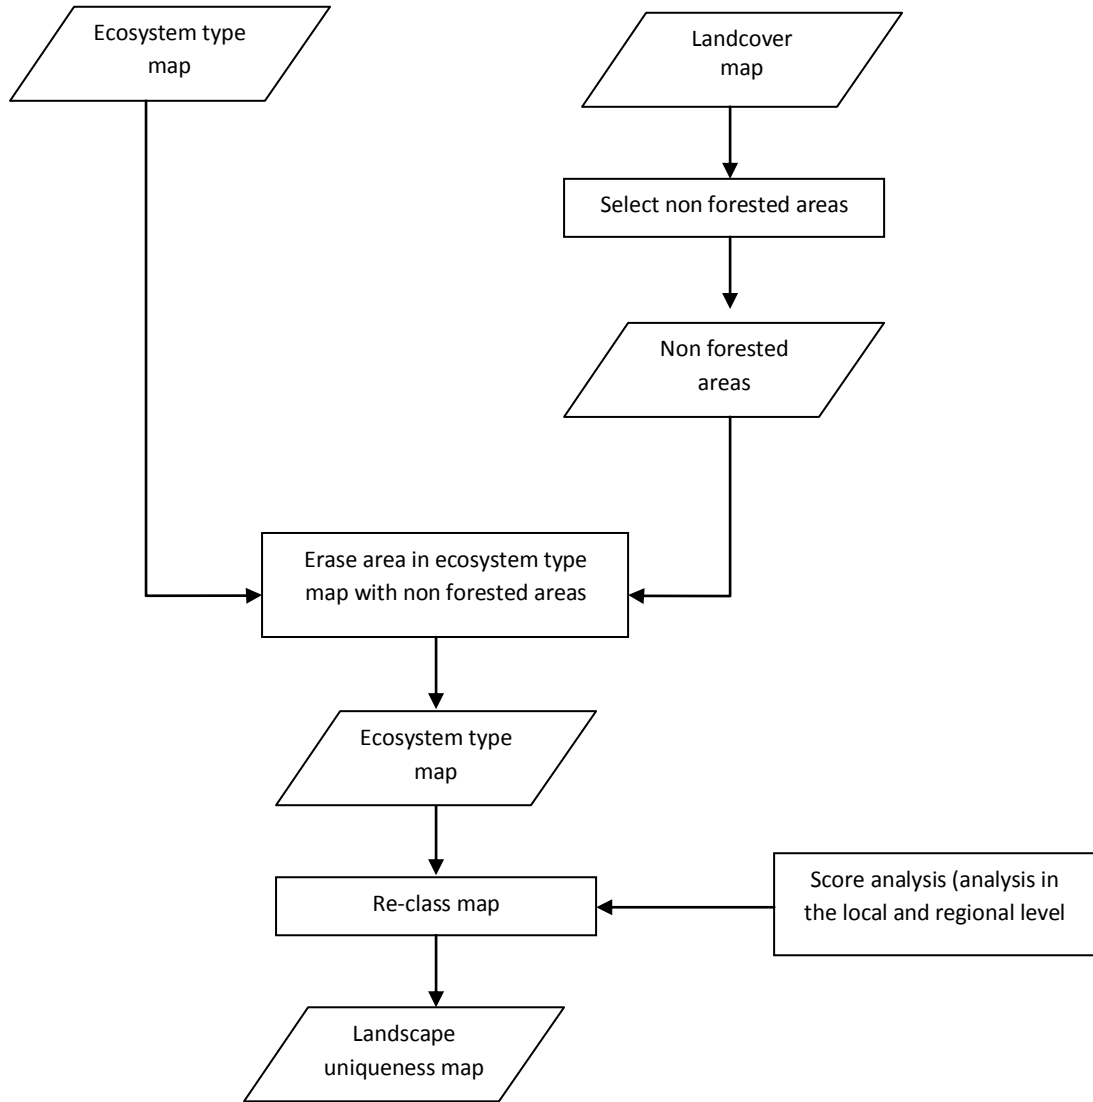 Ecosystem type
map
Landcover
map
Select non forested areas
Non forested
areas
Erase area in ecosystem type
map with non forested areas
Ecosystem type
map
Re-class map
Score analysis (analysis in
the local and regional level
Landscape
uniqueness map